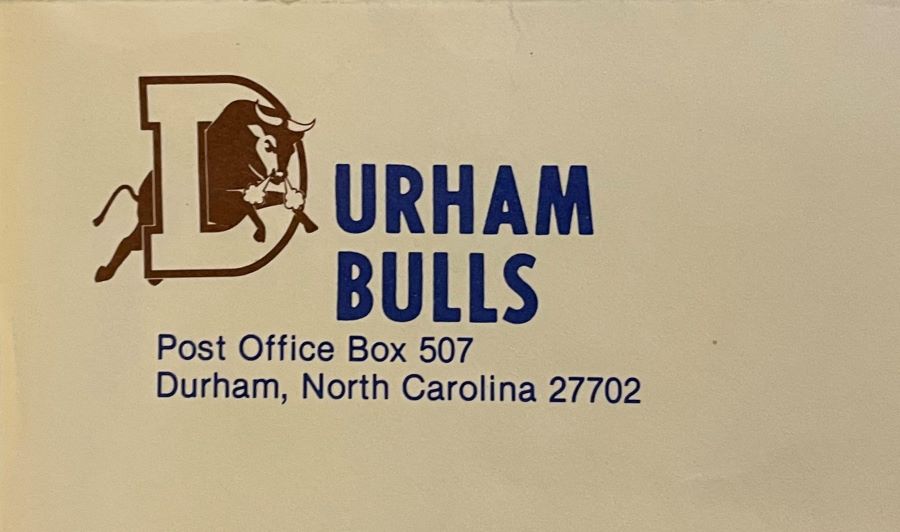 DURHAM
BULLS
Post Office Box 507
Durham, North Carolina 27702